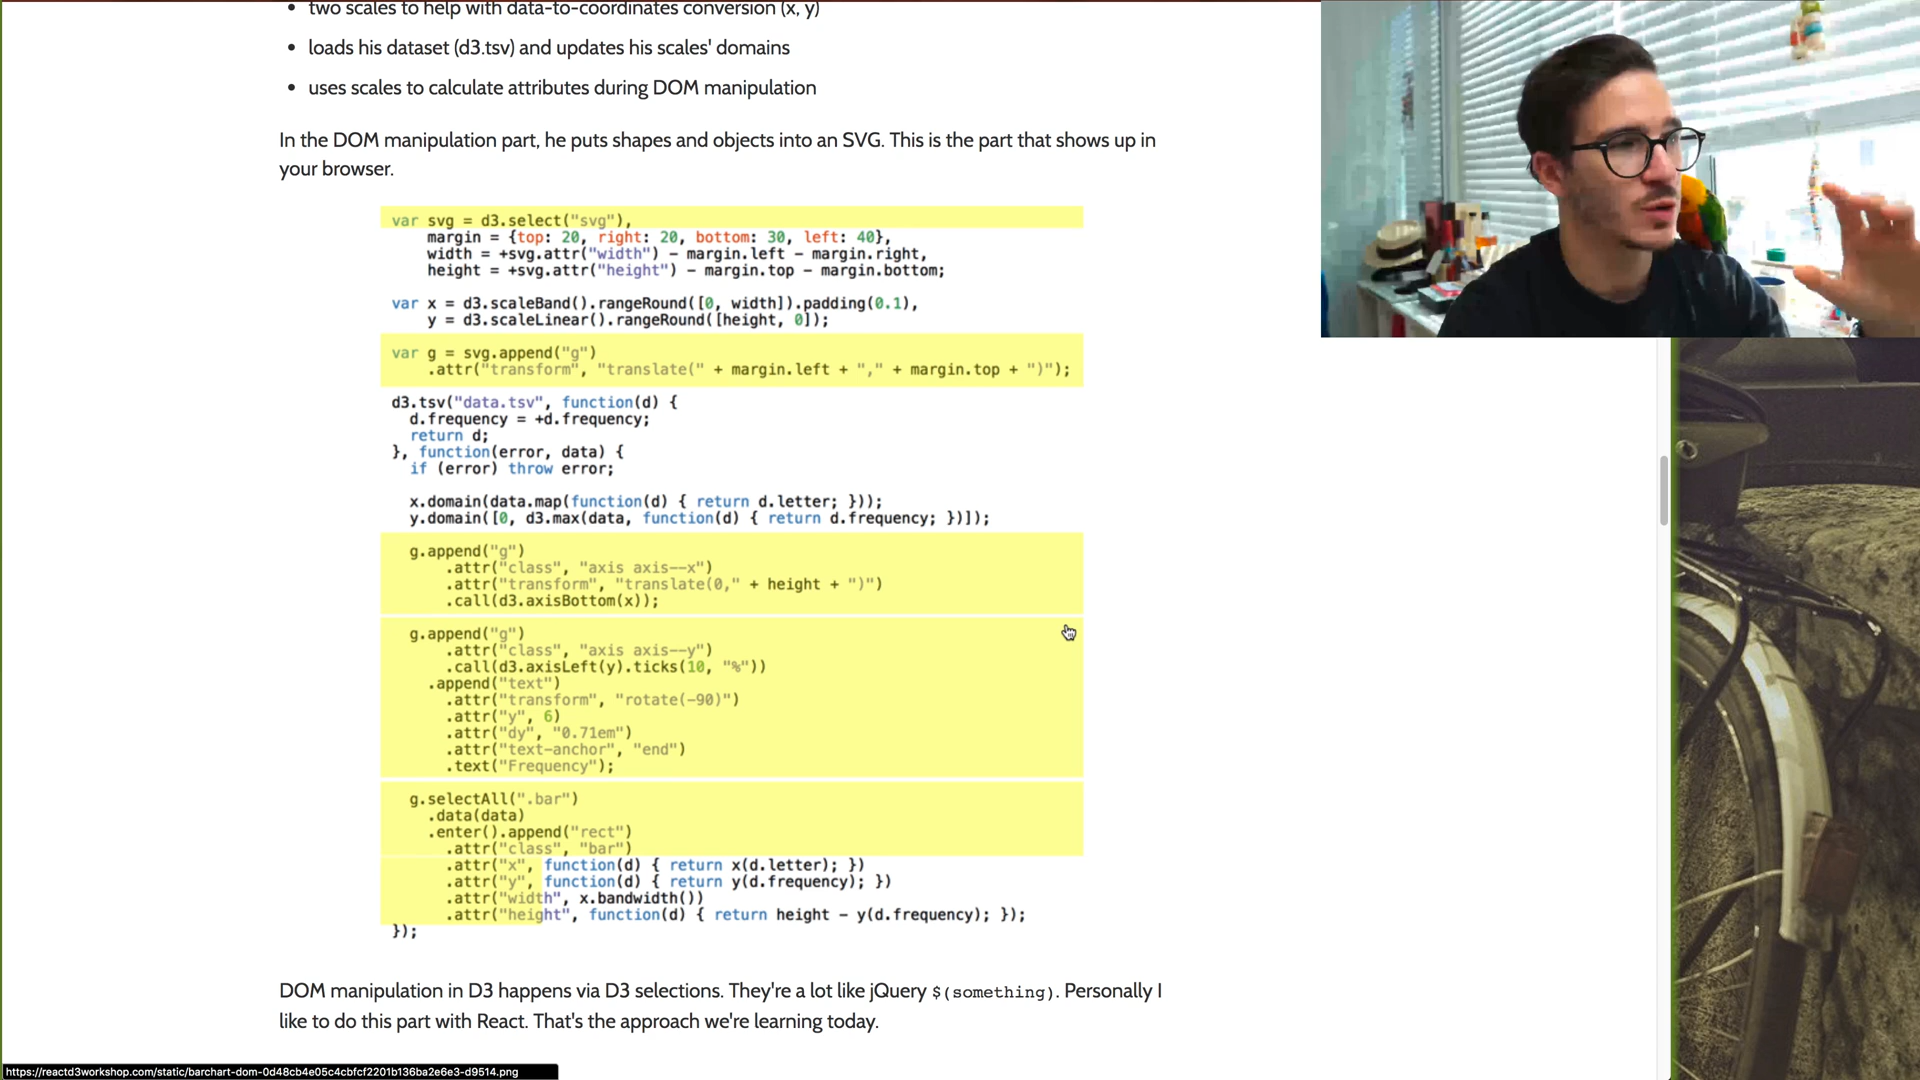 two scales to help with data-to-coordinates conversion (x, y)
loads his dataset (d3.tsv) and updates his scales' domains
uses scales to calculate attributes during DOM manipulation
In the DOM manipulation part, he puts shapes and objects into an SVG. This is the part that shows up in
your browser.
var svg = d3.select("svg"),
margin = {top: 20, right: 20, bottom: 30, left: 40},
width = +svg.attr("width") - margin.left - margin.right,
height = +svg.attr("height") - margin.top - margin.bottom;
var x = d3.scaleBand().rangeRound([0, width]).padding(0.1),
y = d3.scaleLinear().rangeRound([height, 0]);
var g = svg.append("g")
.attr("transform", "translate(" + margin.left + "," + margin.top + ")");
d3.tsv("data.tsv", function(d) {
d.frequency = +d.frequency;
return d;
}, function(error, data) {
if (error) throw error;
x.domain(data.map(function(d) { return d.letter; }));
y.domain([0, d3.max(data, function(d) { return d.frequency; })]);
g.append("g")
.attr("class", "axis axis--x")
.attr("transform", "translate(0," + height + ")")
.call(d3.axisBottom(x));
g.append("g")
.attr("class", "axis axis--y")
.call(d3.axisLeft(y).ticks(10, "%"))
.append("text")
.attr("transform", "rotate(-90)")
.attr("y", 6)
.attr("dy", "0.71em")
.attr("text-anchor", "end")
.text("Frequency");
g.selectAll(".bar")
.data(data)
.enter().append("rect")
.attr("class", "bar")
.attr("x", function(d) { return x(d.letter); })
.attr("y", function(d) { return y(d.frequency); })
.attr("width", x.bandwidth())
.attr("height", function(d) { return height - y(d.frequency); });
});
DOM manipulation in D3 happens via D3 selections. They're a lot like jQuery $(something). Personally I
like to do this part with React. That's the approach we're learning today.
https://reactd3workshop.com/static/barchart-dom-0d48cb4e05c4cbfcf2201b136ba2e6e3-d9514.png